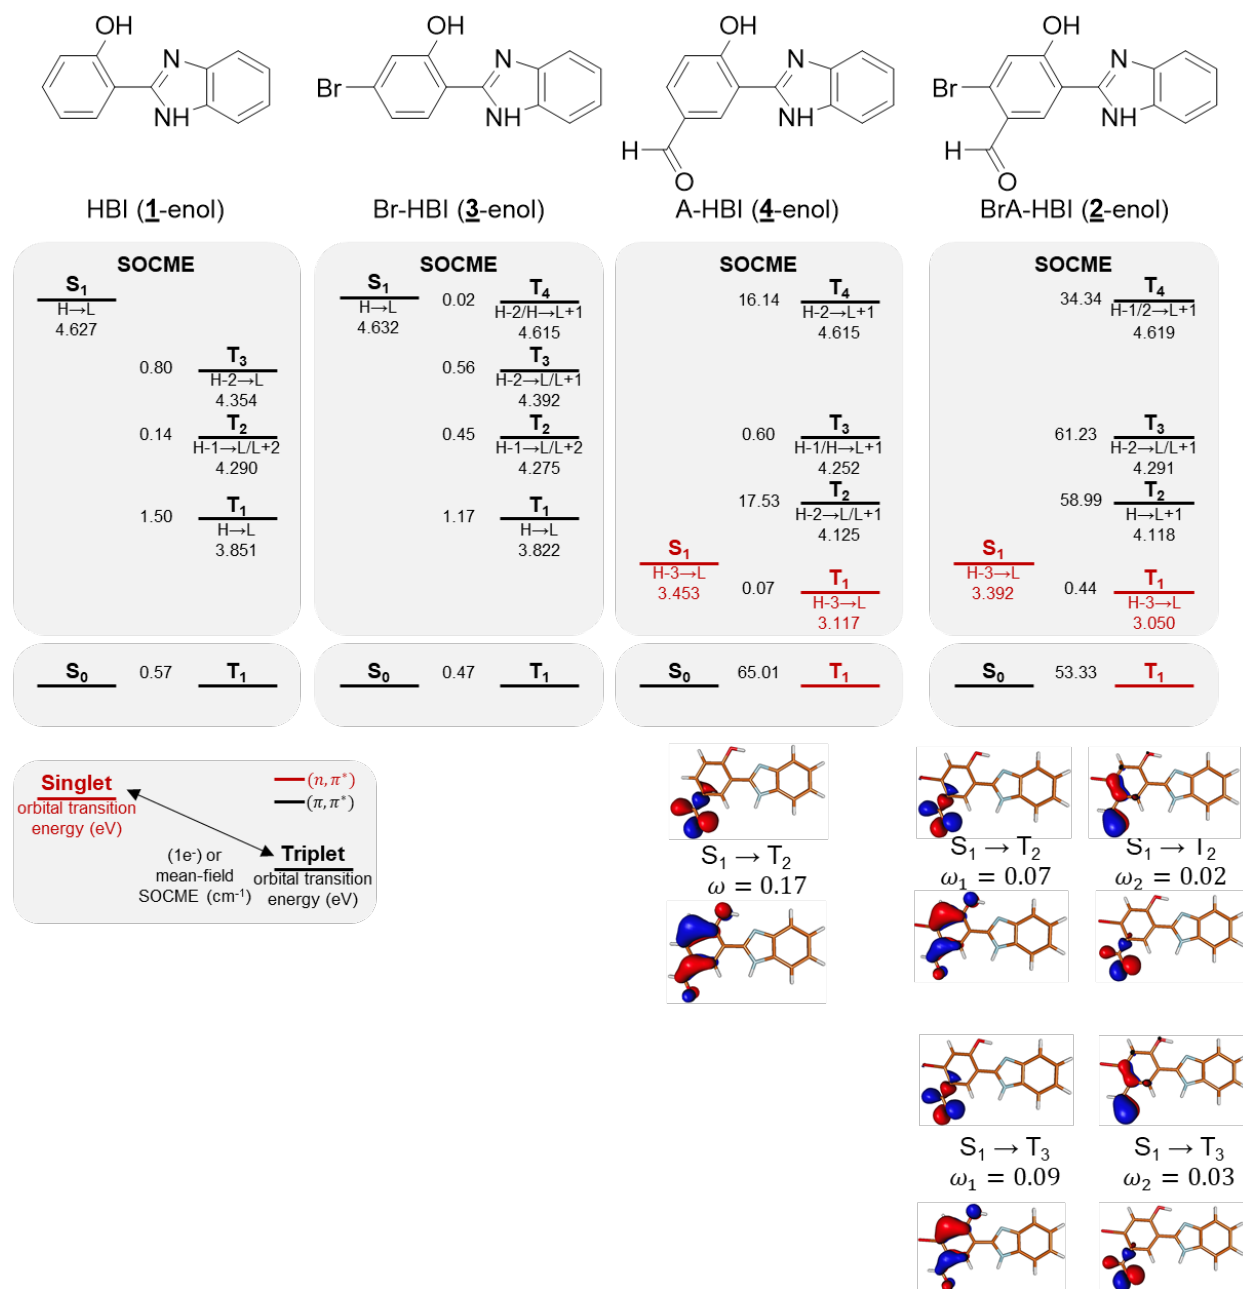 OH
N
NH
HBI (1-enol)
OH
Br
N
NH
Br-HBI (3-enol)
OH
N
NH
H
O
A-HBI (4-enol)
OH
Br
N
NH
H
O
BrA-HBI (2-enol)
SOCME
S₁
H→L
4.627
0.80
T₃
H-2→L
4.354
0.14
T₂
H-1→L/L+2
4.290
1.50
T₁
H→L
3.851
S₀
0.57
T₁
SOCME
S₁
H→L
4.632
0.02
T₄
H-2/H→L+1
4.615
0.56
T₃
H-2→L/L+1
4.392
0.45
T₂
H-1→L/L+2
4.275
1.17
T₁
H→L
3.822
S₀
0.47
T₁
SOCME
16.14
T₄
H-2→L+1
4.615
0.60
T₃
H-1/H→L+1
4.252
17.53
T₂
H-2→L/L+1
4.125
S₁
H-3→L
3.453
0.07
T₁
H-3→L
3.117
S₀
65.01
T₁
SOCME
34.34
T₄
H-1/2→L+1
4.619
61.23
T₃
H-2→L/L+1
4.291
58.99
T₂
H→L+1
4.118
S₁
H-3→L
3.392
0.44
T₁
H-3→L
3.050
S₀
53.33
T₁
Singlet
orbital transition
energy (eV)
(n,π*)
(π,π*)
(1e⁻) or
mean-field
SOCME (cm⁻¹)
Triplet
orbital transition
energy (eV)
S₁ → T₂
ω = 0.17
S₁ → T₂
ω₁ = 0.07
S₁ → T₂
ω₂ = 0.02
S₁ → T₃
ω₁ = 0.09
S₁ → T₃
ω₂ = 0.03